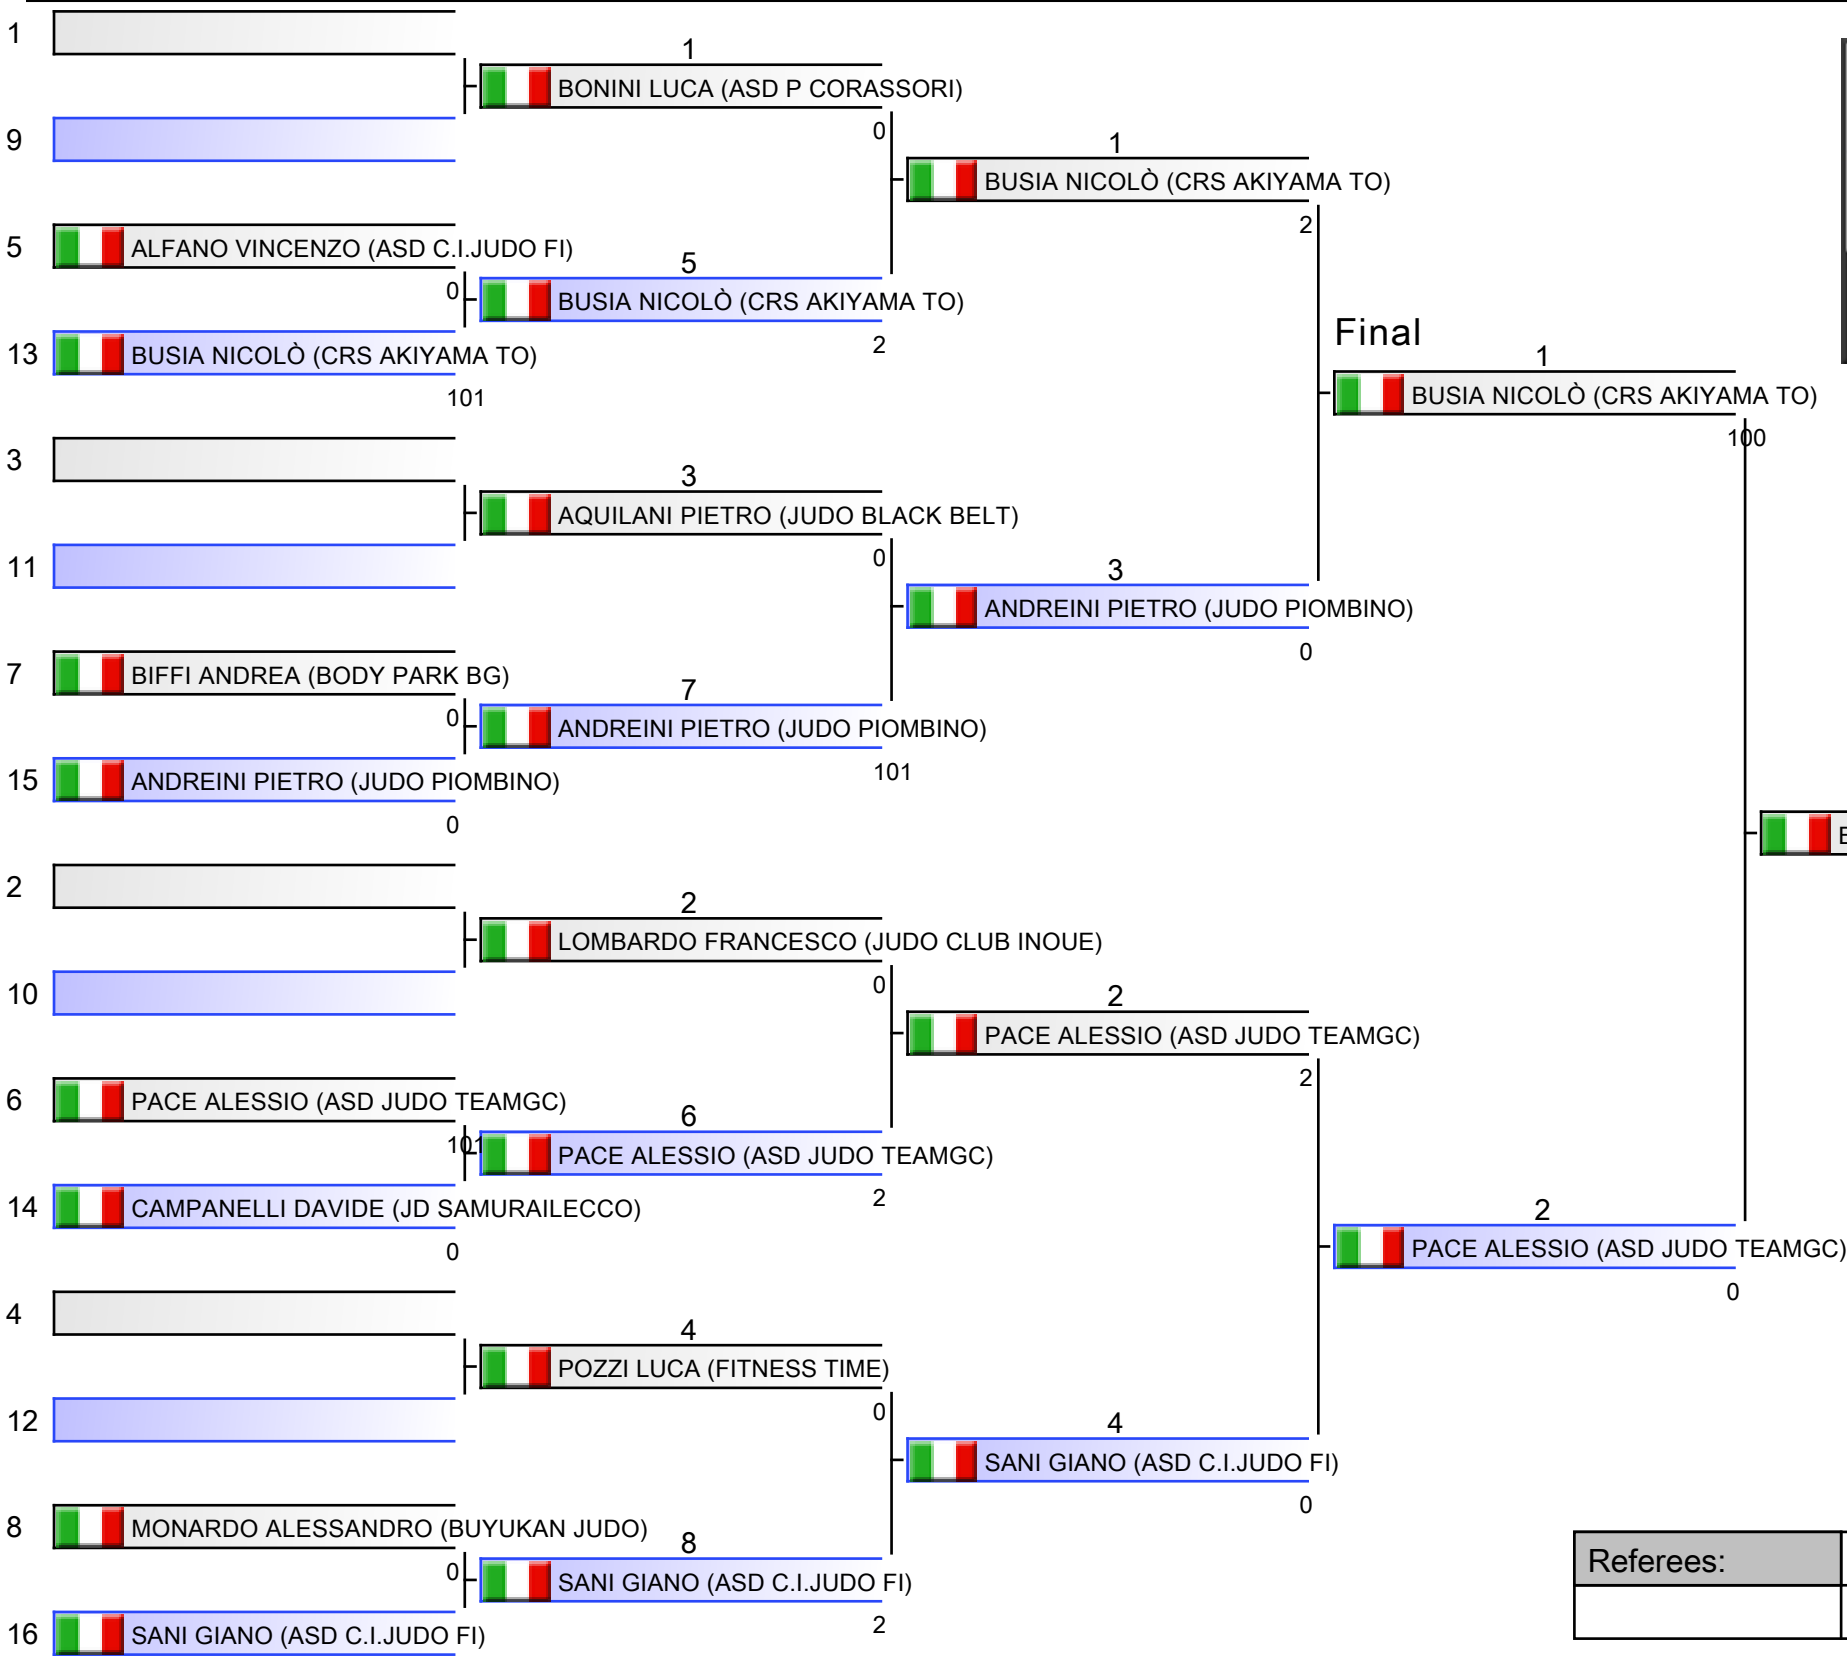 1
1
BONINI LUCA (ASD P CORASSORI)
0
9
1
BUSIA NICOLÒ (CRS AKIYAMA TO)
2
5
ALFANO VINCENZO (ASD C.I.JUDO FI)
0
5
BUSIA NICOLÒ (CRS AKIYAMA TO)
2
13
BUSIA NICOLÒ (CRS AKIYAMA TO)
101
Final
1
BUSIA NICOLÒ (CRS AKIYAMA TO)
100
3
3
AQUILANI PIETRO (JUDO BLACK BELT)
0
11
3
ANDREINI PIETRO (JUDO PIOMBINO)
0
7
BIFFI ANDREA (BODY PARK BG)
0
7
ANDREINI PIETRO (JUDO PIOMBINO)
101
15
ANDREINI PIETRO (JUDO PIOMBINO)
0
2
2
LOMBARDO FRANCESCO (JUDO CLUB INOUE)
0
10
2
PACE ALESSIO (ASD JUDO TEAMGC)
2
6
PACE ALESSIO (ASD JUDO TEAMGC)
101
6
PACE ALESSIO (ASD JUDO TEAMGC)
2
14
CAMPANELLI DAVIDE (JD SAMURAILECCO)
0
2
PACE ALESSIO (ASD JUDO TEAMGC)
0
4
4
POZZI LUCA (FITNESS TIME)
0
12
4
SANI GIANO (ASD C.I.JUDO FI)
0
8
MONARDO ALESSANDRO (BUYUKAN JUDO)
0
8
SANI GIANO (ASD C.I.JUDO FI)
2
16
SANI GIANO (ASD C.I.JUDO FI)
Referees: